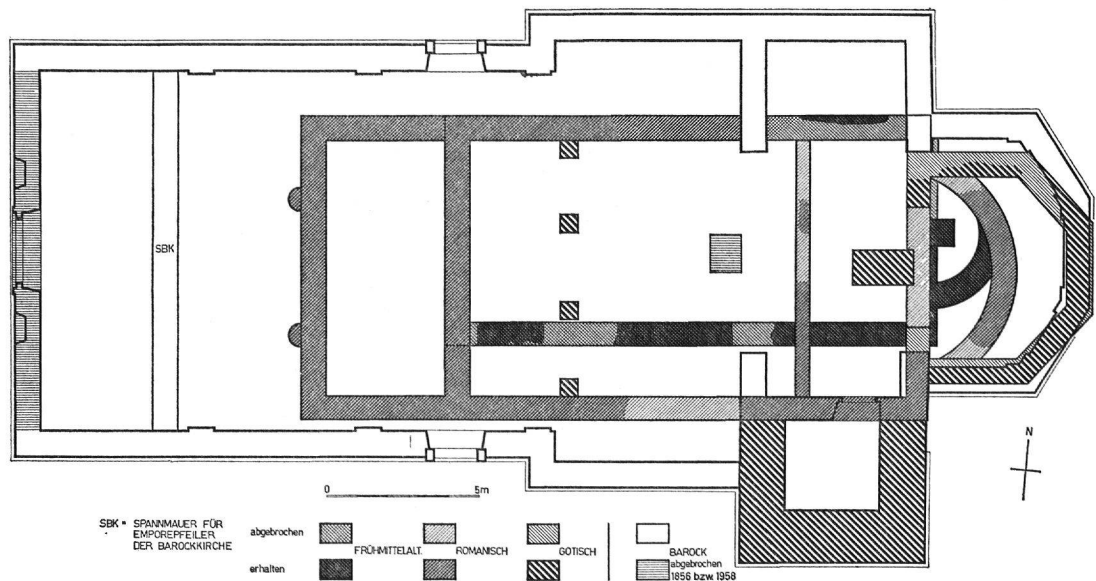 SBK
N
0 5m
SBK = SPANNMAUER FÜR
EMPOREPFEILER
DER BAROCKKIRCHE
abgebrochen
FRÜHMITTELALT. ROMANISCH GOTISCH BAROCK
erhalten
abgebrochen
1856 bzw. 1958